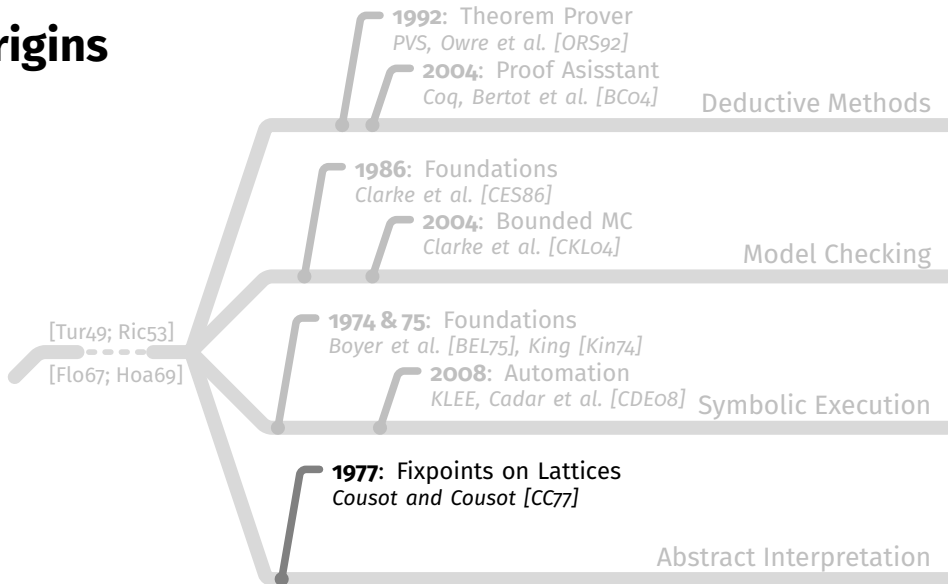 rigins
1992: Theorem Prover
PVS, Owre et al. [ORS92]
2004: Proof Asisstant
Coq, Bertot et al. [BC04]
Deductive Methods
1986: Foundations
Clarke et al. [CES86]
2004: Bounded MC
Clarke et al. [CKL04]
Model Checking
[Tur49; Ric53]
[Flo67; Hoa69]
1974 & 75: Foundations
Boyer et al. [BEL75], King [Kin74]
2008: Automation
KLEE, Cadar et al. [CDE08]
Symbolic Execution
1977: Fixpoints on Lattices
Cousot and Cousot [CC77]
Abstract Interpretation